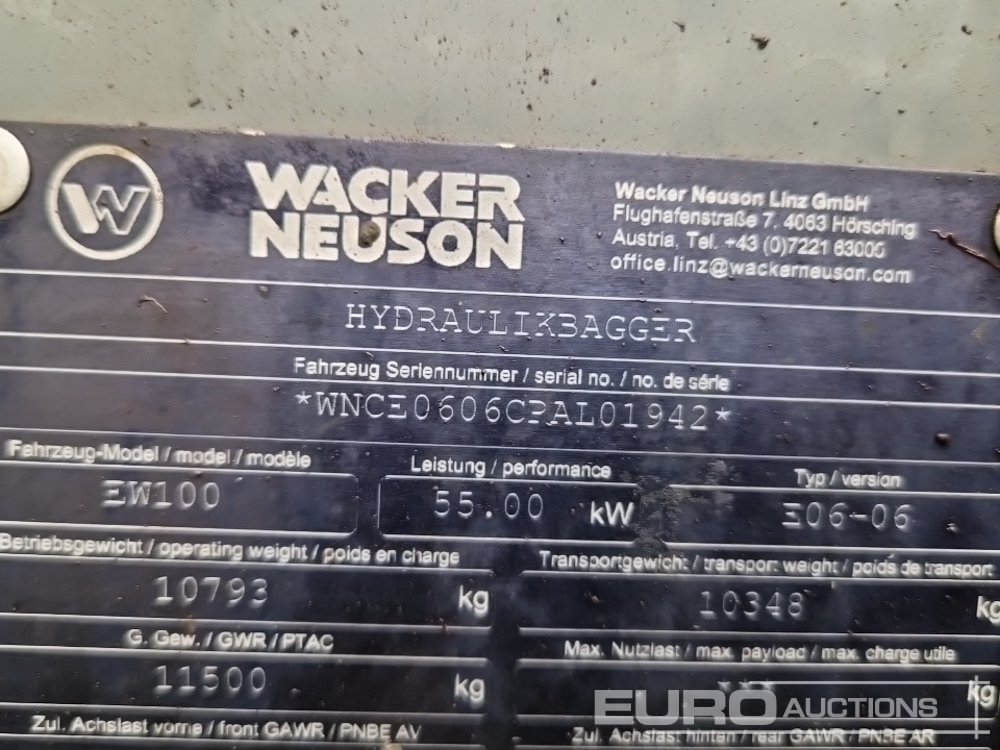 W
WACKER
NEUSON
Wacker Neuson Linz GmbH
Flughafenstraße 7, 4063 Hörsching
Austria, Tel. +43 (0)7221 63000
office.linz@wackerneuson.com
HYDRAULIKBAGGER
Fahrzeug Seriennummer / serial no. / no. de série
*WNCE0606CPAL01942*
Fahrzeug-Model / model / modèle
Leistung / performance
Typ / version
EW100
55.00 kW
E06-06
Betriebsgewicht / operating weight / poids en charge
Transportgewicht / transport weight / poids de transport
10793 kg
10348 kg
G. Gew. / GWR / PTAC
Max. Nutzlast / max. payload / max. charge utile
11500 kg
*** kg
EURO AUCTIONS
Zul. Achslast vorne / front GAWR / PNBE AV
Zul. Achslast hinten / rear GAWR / PNBE AR